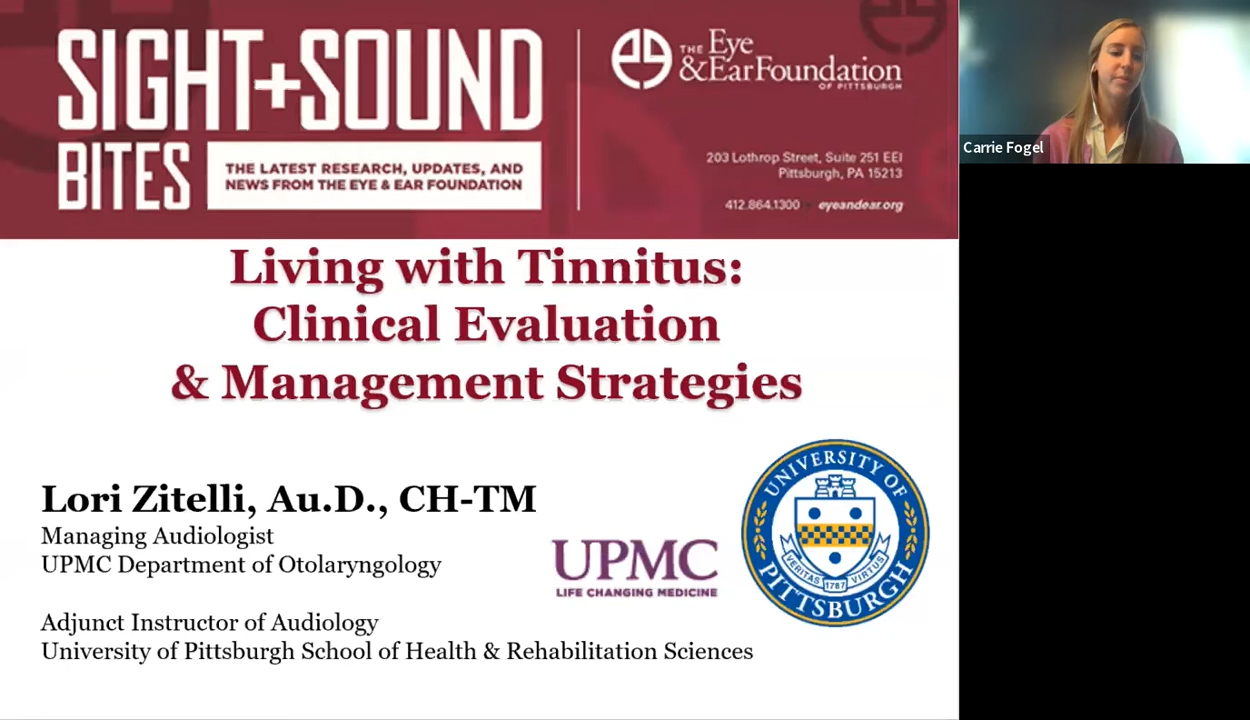 SIGHT+SOUND
BITES
THE LATEST RESEARCH, UPDATES, AND
NEWS FROM THE EYE & EAR FOUNDATION
THE Eye
& Ear Foundation
OF PITTSBURGH
203 Lothrop Street, Suite 251 EEI
Pittsburgh, PA 15213
412.864.1300 • eyeandear.org
Carrie Fogel
Living with Tinnitus:
Clinical Evaluation
& Management Strategies
Lori Zitelli, Au.D., CH-TM
Managing Audiologist
UPMC Department of Otolaryngology
Adjunct Instructor of Audiology
University of Pittsburgh School of Health & Rehabilitation Sciences
UPMC
LIFE CHANGING MEDICINE
UNIVERSITY OF
PITTSBURGH
VERITAS 1787 VIRTUS